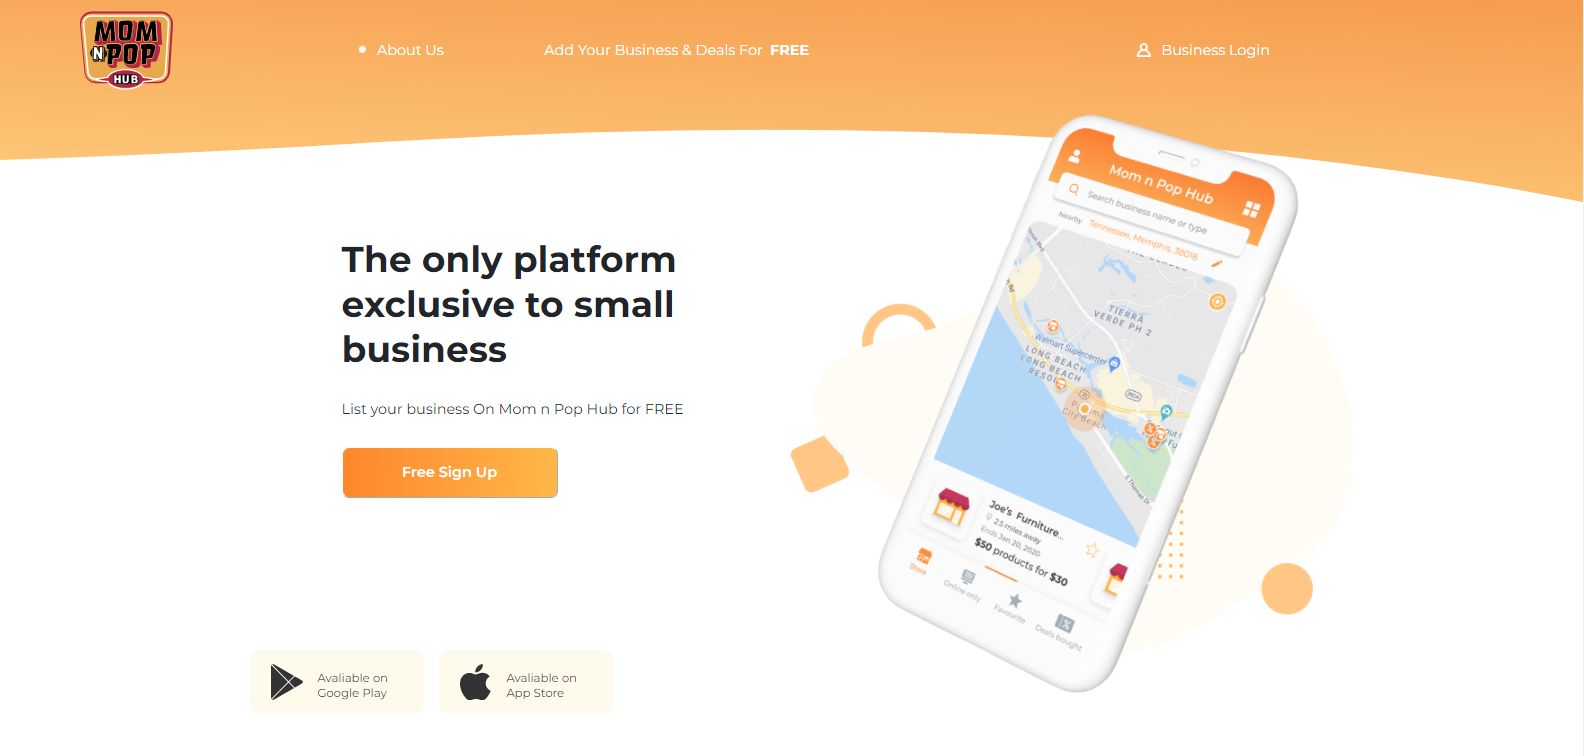 MOM
N POP
HUB
About Us
Add Your Business & Deals For FREE
Business Login
The only platform
exclusive to small
business
List your business On Mom n Pop Hub for FREE
Free Sign Up
Avaliable on
Google Play
Avaliable on
App Store
Mom n Pop Hub
Search business name or type
Nearby Tennessee, Memphis, 38018
TIERRA
VERDE PH 2
Walmart Supercenter
LONG BEACH
LONG BEACH
RESORT
City Beach
S Thomas Dr
Joe's Furniture...
2.5 miles away
Ends Jan 20, 2020
$50 products for $30
Store
Online only
Favourite
Deals bought